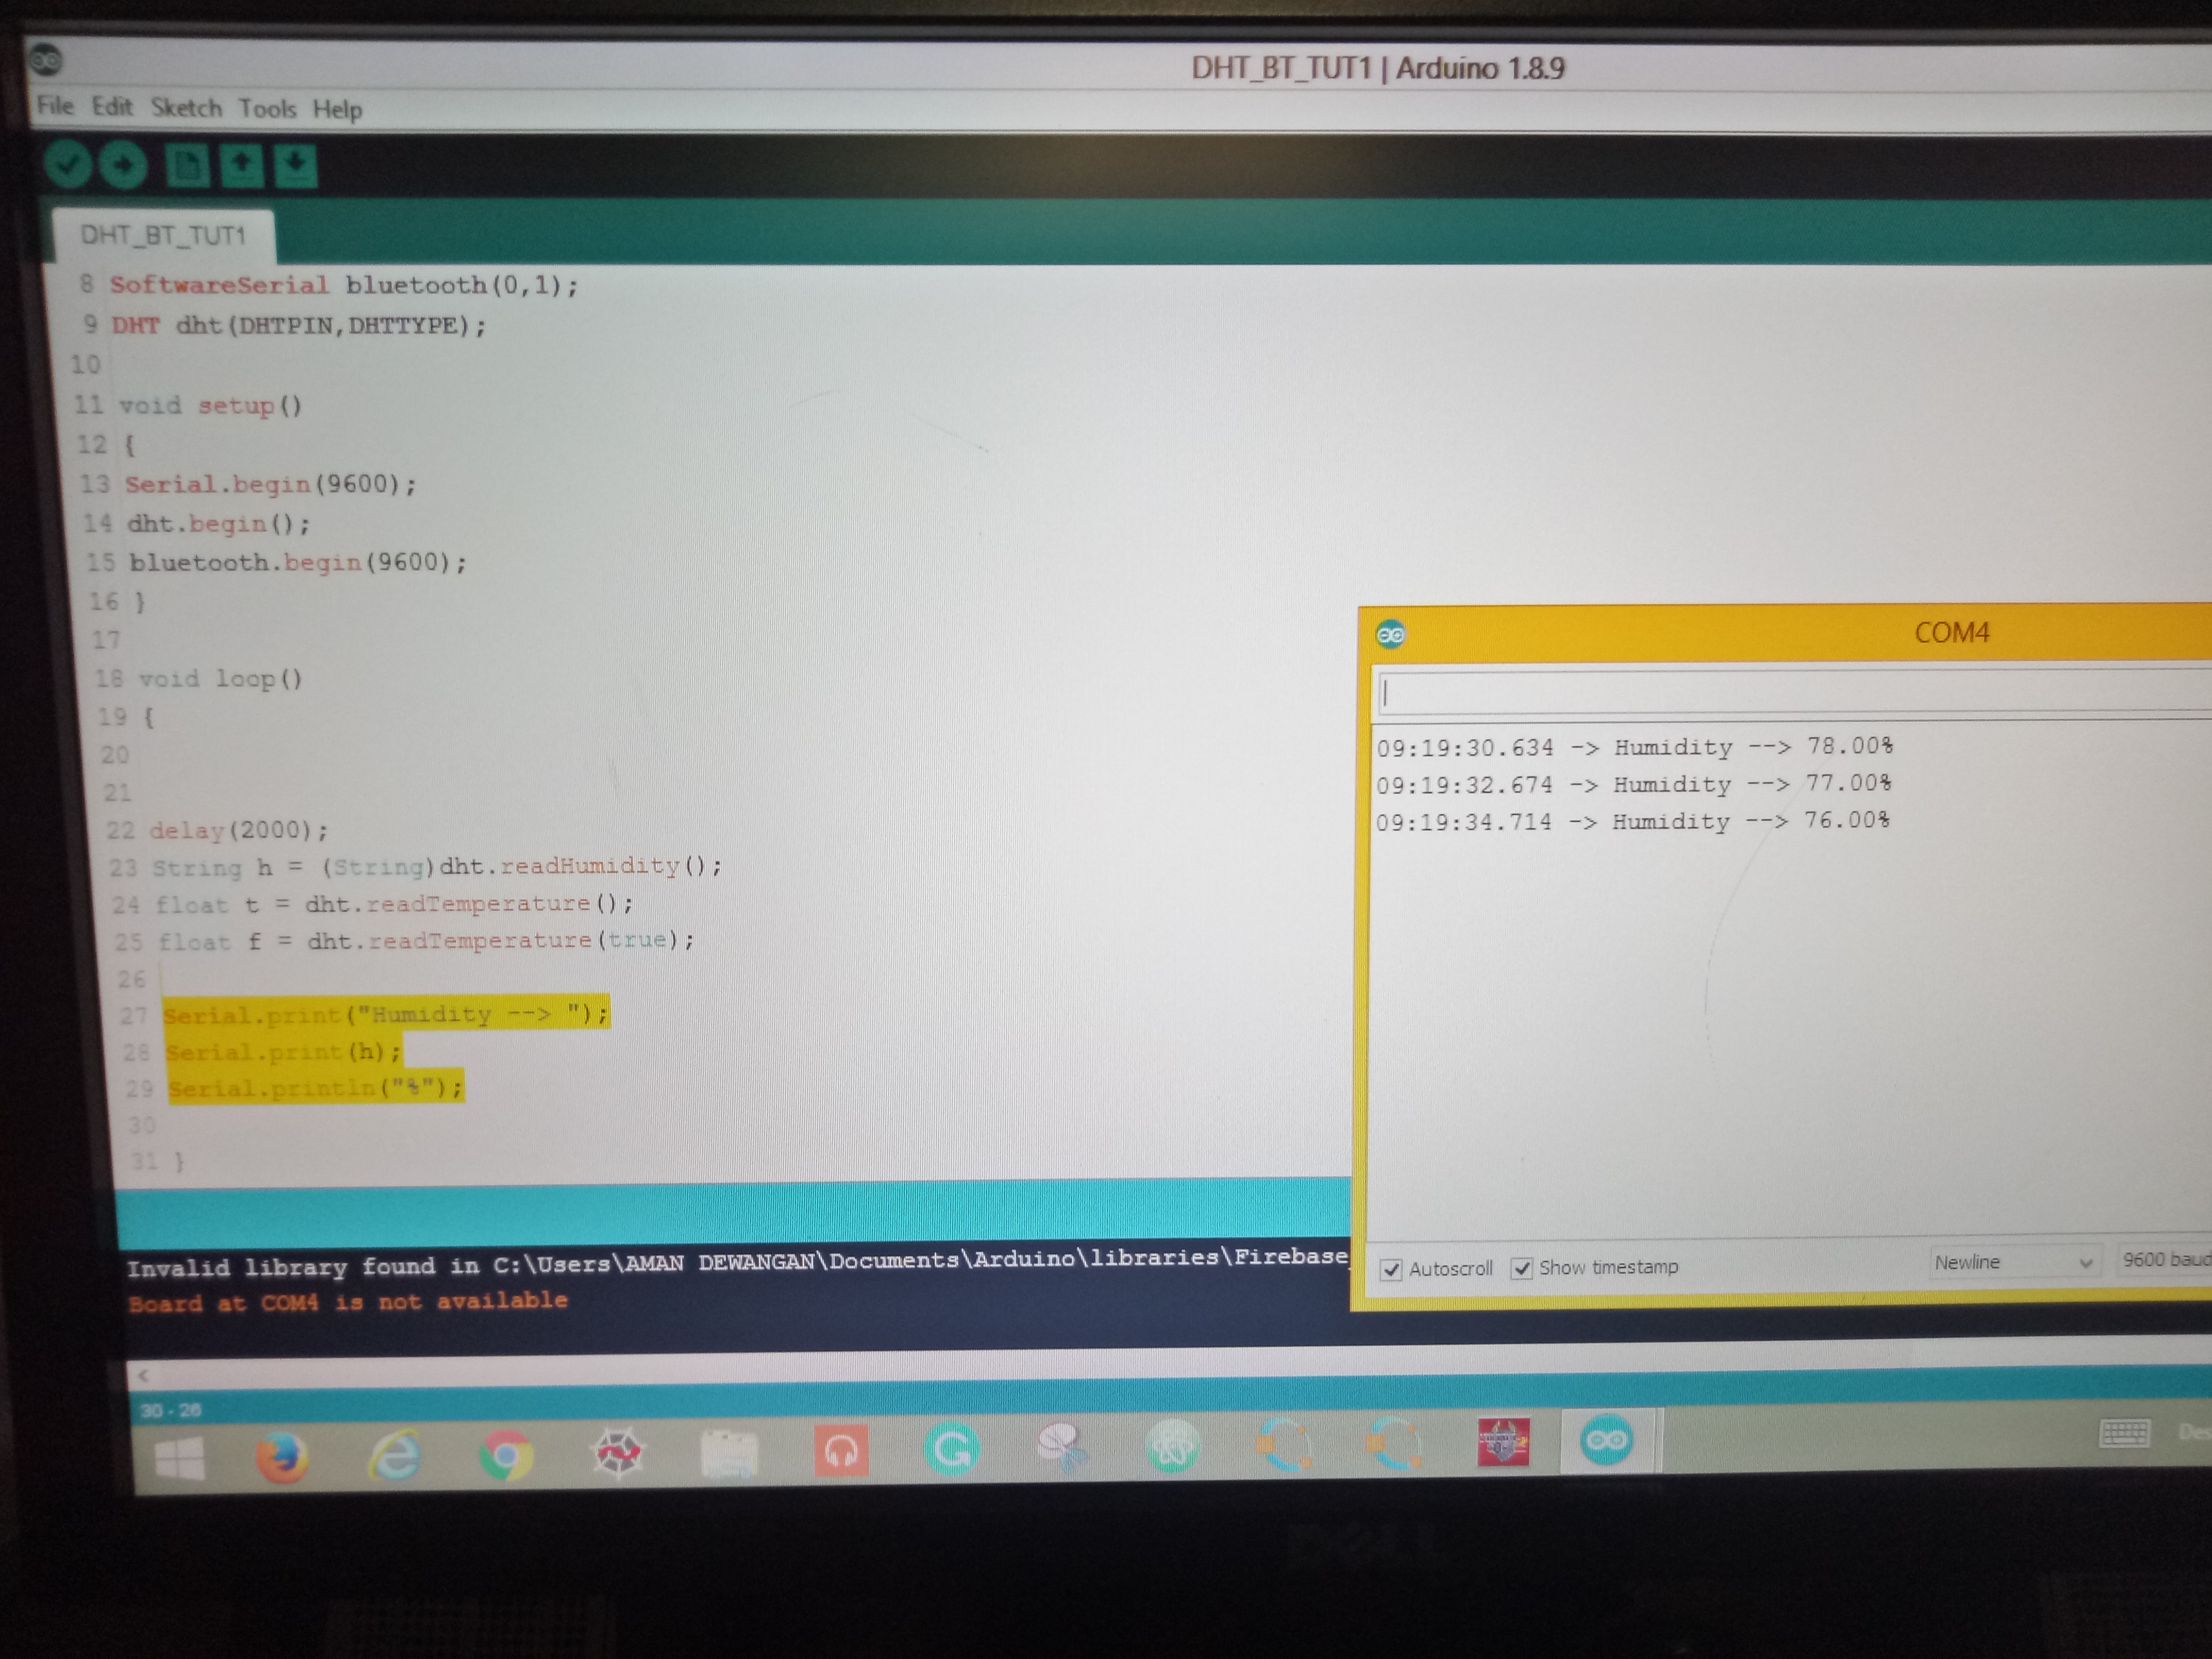 DHT_BT_TUT1 | Arduino 1.8.9
File Edit Sketch Tools Help
DHT_BT_TUT1
8 SoftwareSerial bluetooth(0,1);
9 DHT dht(DHTPIN,DHTTYPE);
10
11 void setup()
12 {
13 Serial.begin(9600);
14 dht.begin();
15 bluetooth.begin(9600);
16 }
17
18 void loop()
19 {
20
21
22 delay(2000);
23 String h = (String)dht.readHumidity();
24 float t = dht.readTemperature();
25 float f = dht.readTemperature(true);
26
27 Serial.print("Humidity --> ");
28 Serial.print(h);
29 Serial.println("%");
30
31 }
COM4
09:19:30.634 -> Humidity --> 78.00%
09:19:32.674 -> Humidity --> 77.00%
09:19:34.714 -> Humidity --> 76.00%
Autoscroll Show timestamp Newline 9600 baud
Invalid library found in C:\Users\AMAN DEWANGAN\Documents\Arduino\libraries\Firebase_
Board at COM4 is not available
30 - 26
Des